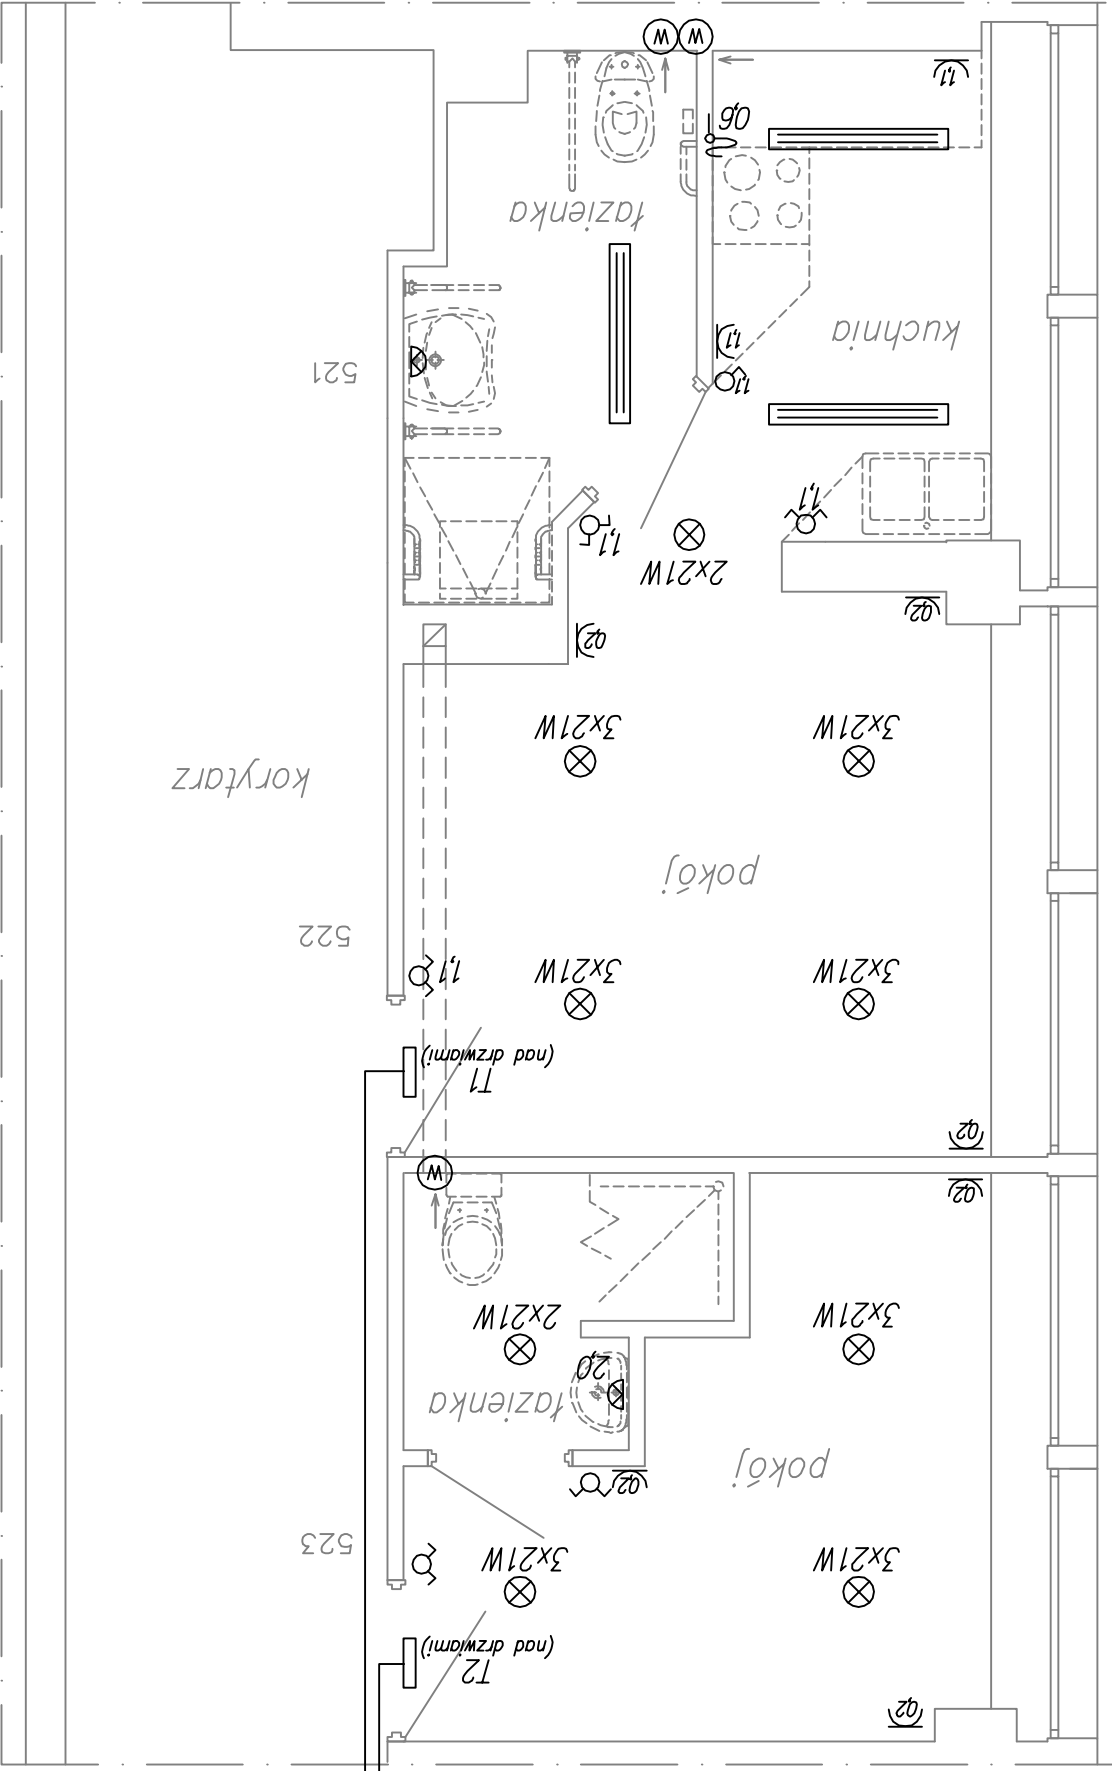 0,2
T2
(nad drzwiami)
3x21W
3x21W
523
0,2
pokój
łazienka
2,0
3x21W
2x21W
0,2
W
0,2
T1
(nad drzwiami)
3x21W
3x21W
1,1
522
pokój
korytarz
3x21W
3x21W
0,2
0,2
2x21W
1,1
1,1
1,1
521
1,1
kuchnia
łazienka
0,6
1,1
W
W